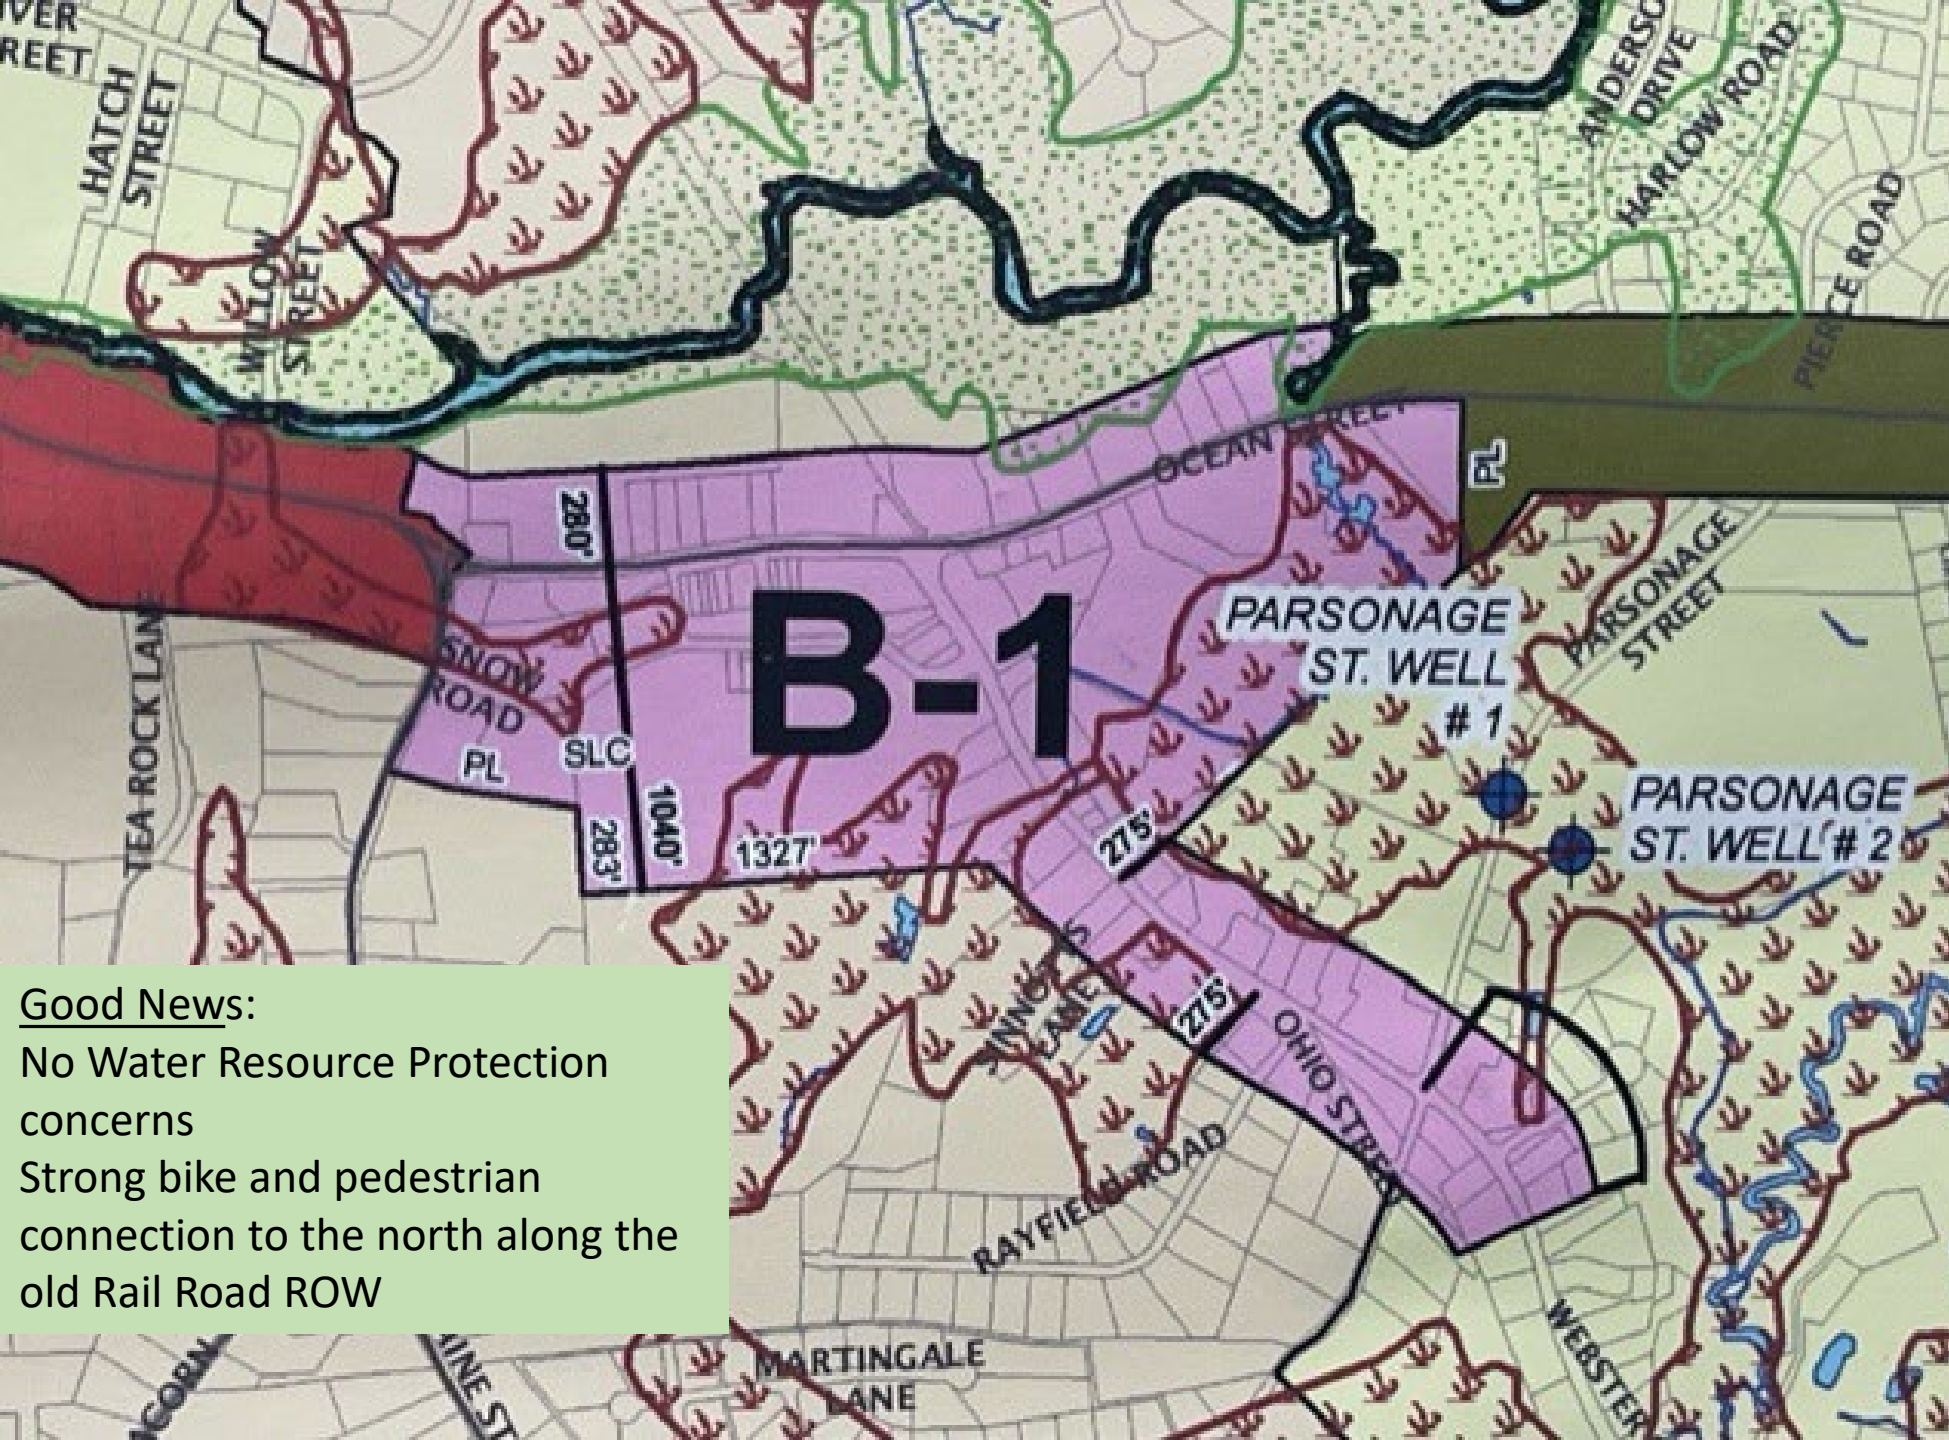 HATCH
STREET
REET
WILLOW
STREET
DRIVE
HARLOW ROAD
PIERCE ROAD
OCEAN STREET
PL
280'
B-1
PARSONAGE
ST. WELL
# 1
PARSONAGE
STREET
TEA ROCK LANE
SNOW
ROAD
PL
SLC
1040'
283'
1327'
275'
PARSONAGE
ST. WELL # 2
LANE
275'
OHIO STREET
RAYFIELD ROAD
WEBSTER
MARTINGALE
LANE
Good News:
No Water Resource Protection
concerns
Strong bike and pedestrian
connection to the north along the
old Rail Road ROW